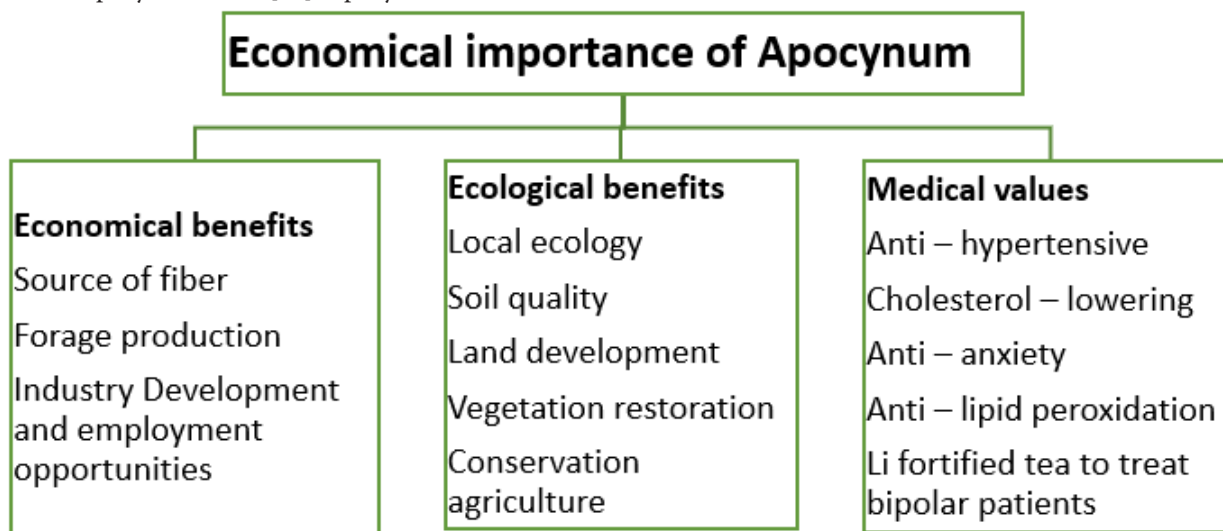 Economical importance of Apocynum
Economical benefits
Source of fiber
Forage production
Industry Development
and employment
opportunities
Ecological benefits
Local ecology
Soil quality
Land development
Vegetation restoration
Conservation
agriculture
Medical values
Anti – hypertensive
Cholesterol – lowering
Anti – anxiety
Anti – lipid peroxidation
Li fortified tea to treat
bipolar patients